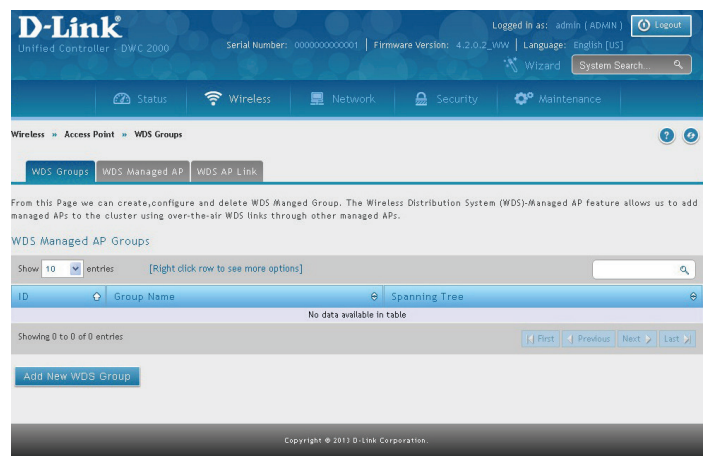 D-Link
Logged in as: admin ( ADMIN ) Logout
Unified Controller - DWC 2000
Serial Number: 0000000000001 | Firmware Version: 4.2.0.2_WW | Language: English [US]
Wizard System Search...
Status Wireless Network Security Maintenance
Wireless » Access Point » WDS Groups
WDS Groups WDS Managed AP WDS AP Link
From this Page we can create,configure and delete WDS Manged Group. The Wireless Distribution System (WDS)-Managed AP feature allows us to add
managed APs to the cluster using over-the-air WDS links through other managed APs.
WDS Managed AP Groups
Show 10 entries [Right click row to see more options]
ID Group Name Spanning Tree
No data available in table
Showing 0 to 0 of 0 entries First Previous Next Last
Add New WDS Group
Copyright © 2013 D-Link Corporation.